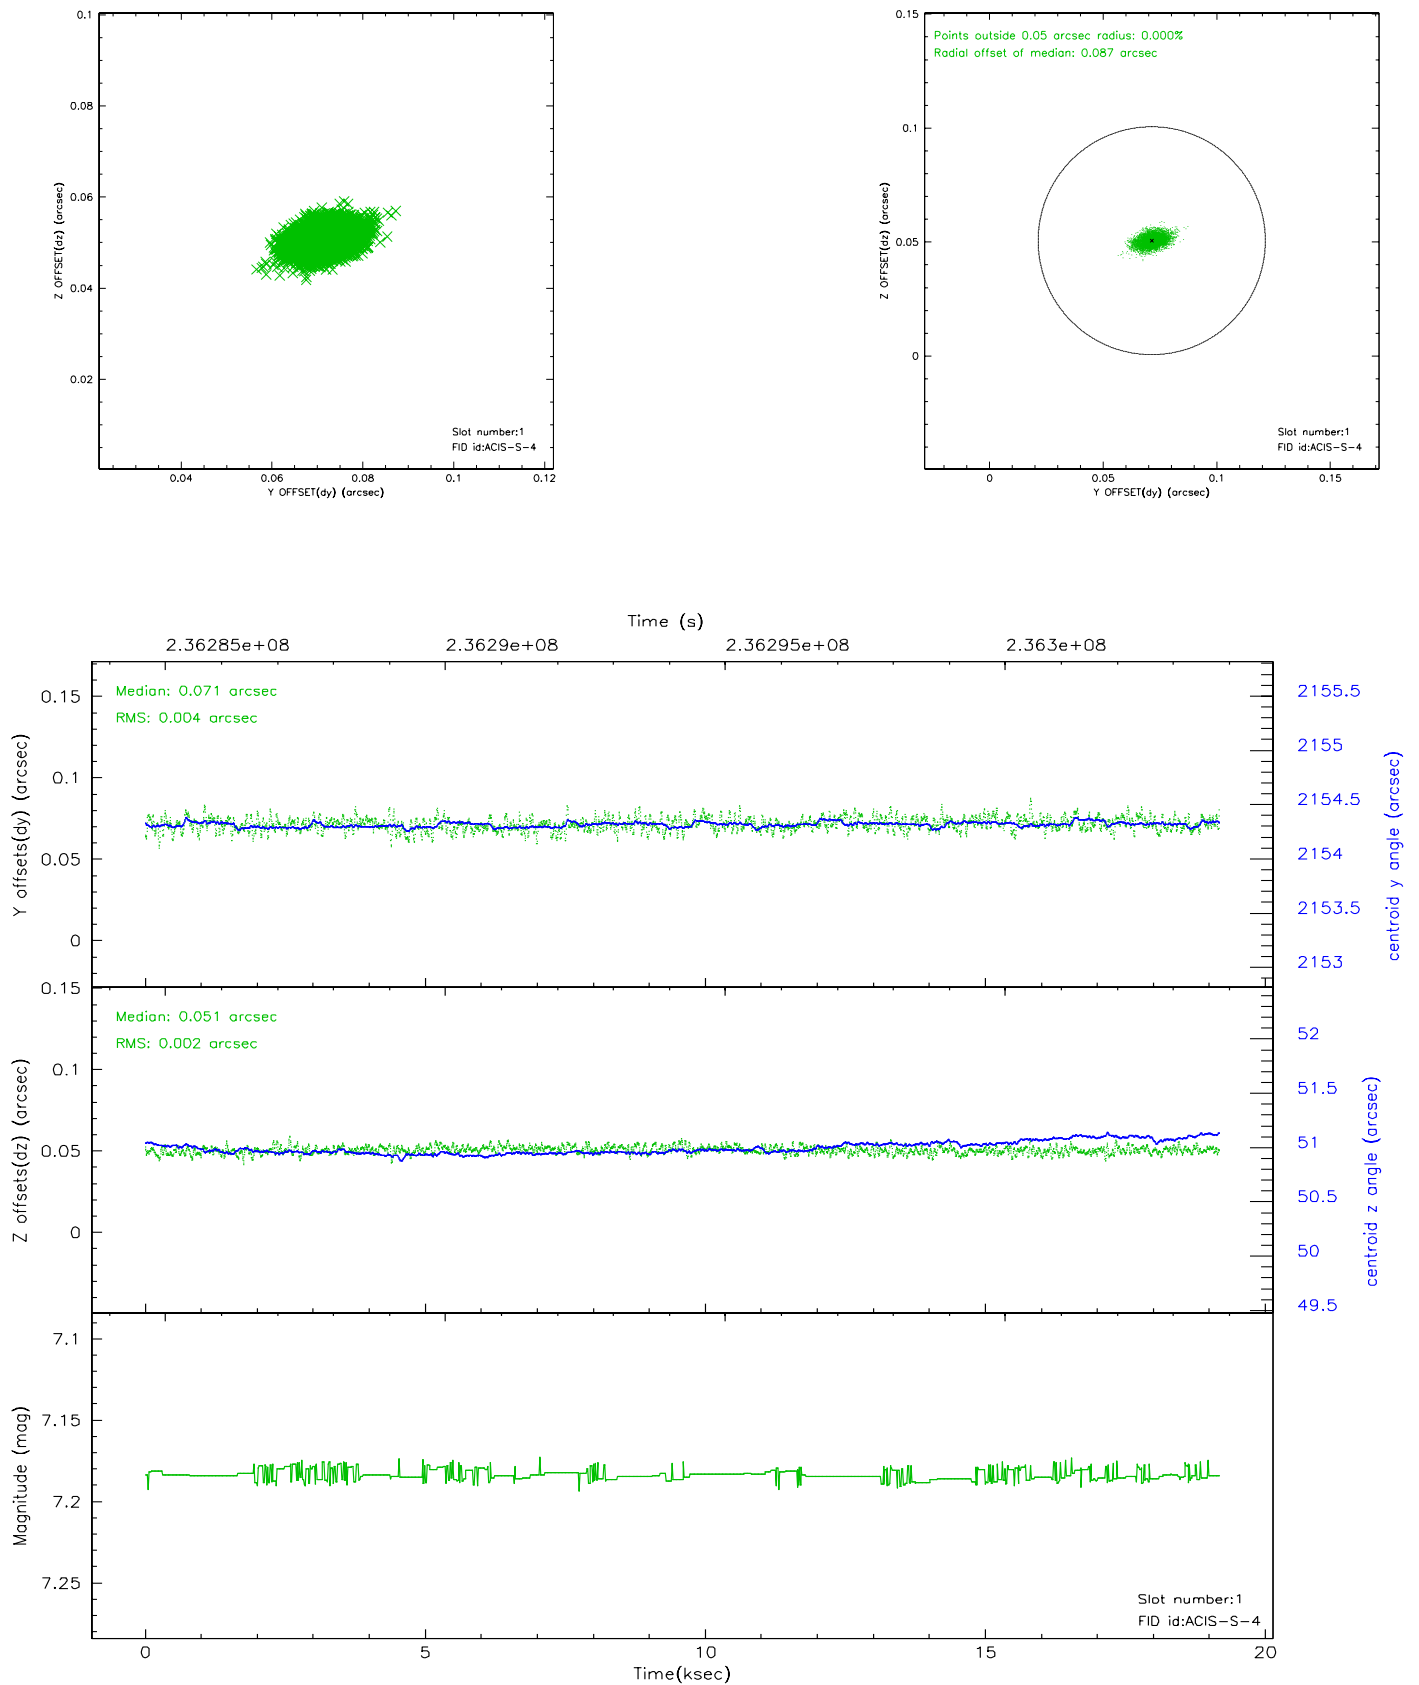 0.1
0.08
0.06
0.04
0.02
Z OFFSET(dz) (arcsec)
0.04 0.06 0.08 0.1 0.12
Y OFFSET(dy) (arcsec)
Slot number:1
FID id:ACIS-S-4
Points outside 0.05 arcsec radius: 0.000%
Radial offset of median: 0.087 arcsec
0.15
0.1
0.05
0
Z OFFSET(dz) (arcsec)
0 0.05 0.1 0.15
Y OFFSET(dy) (arcsec)
Slot number:1
FID id:ACIS-S-4
Time (s)
2.36285e+08 2.3629e+08 2.36295e+08 2.363e+08
Median: 0.071 arcsec
RMS: 0.004 arcsec
0.15
0.1
0.05
0
Y offsets(dy) (arcsec)
2155.5
2155
2154.5
2154
2153.5
2153
centroid y angle (arcsec)
Median: 0.051 arcsec
RMS: 0.002 arcsec
0.15
0.1
0.05
0
Z offsets(dz) (arcsec)
52
51.5
51
50.5
50
49.5
centroid z angle (arcsec)
7.1
7.15
7.2
7.25
Magnitude (mag)
Slot number:1
FID id:ACIS-S-4
0 5 10 15 20
Time(ksec)